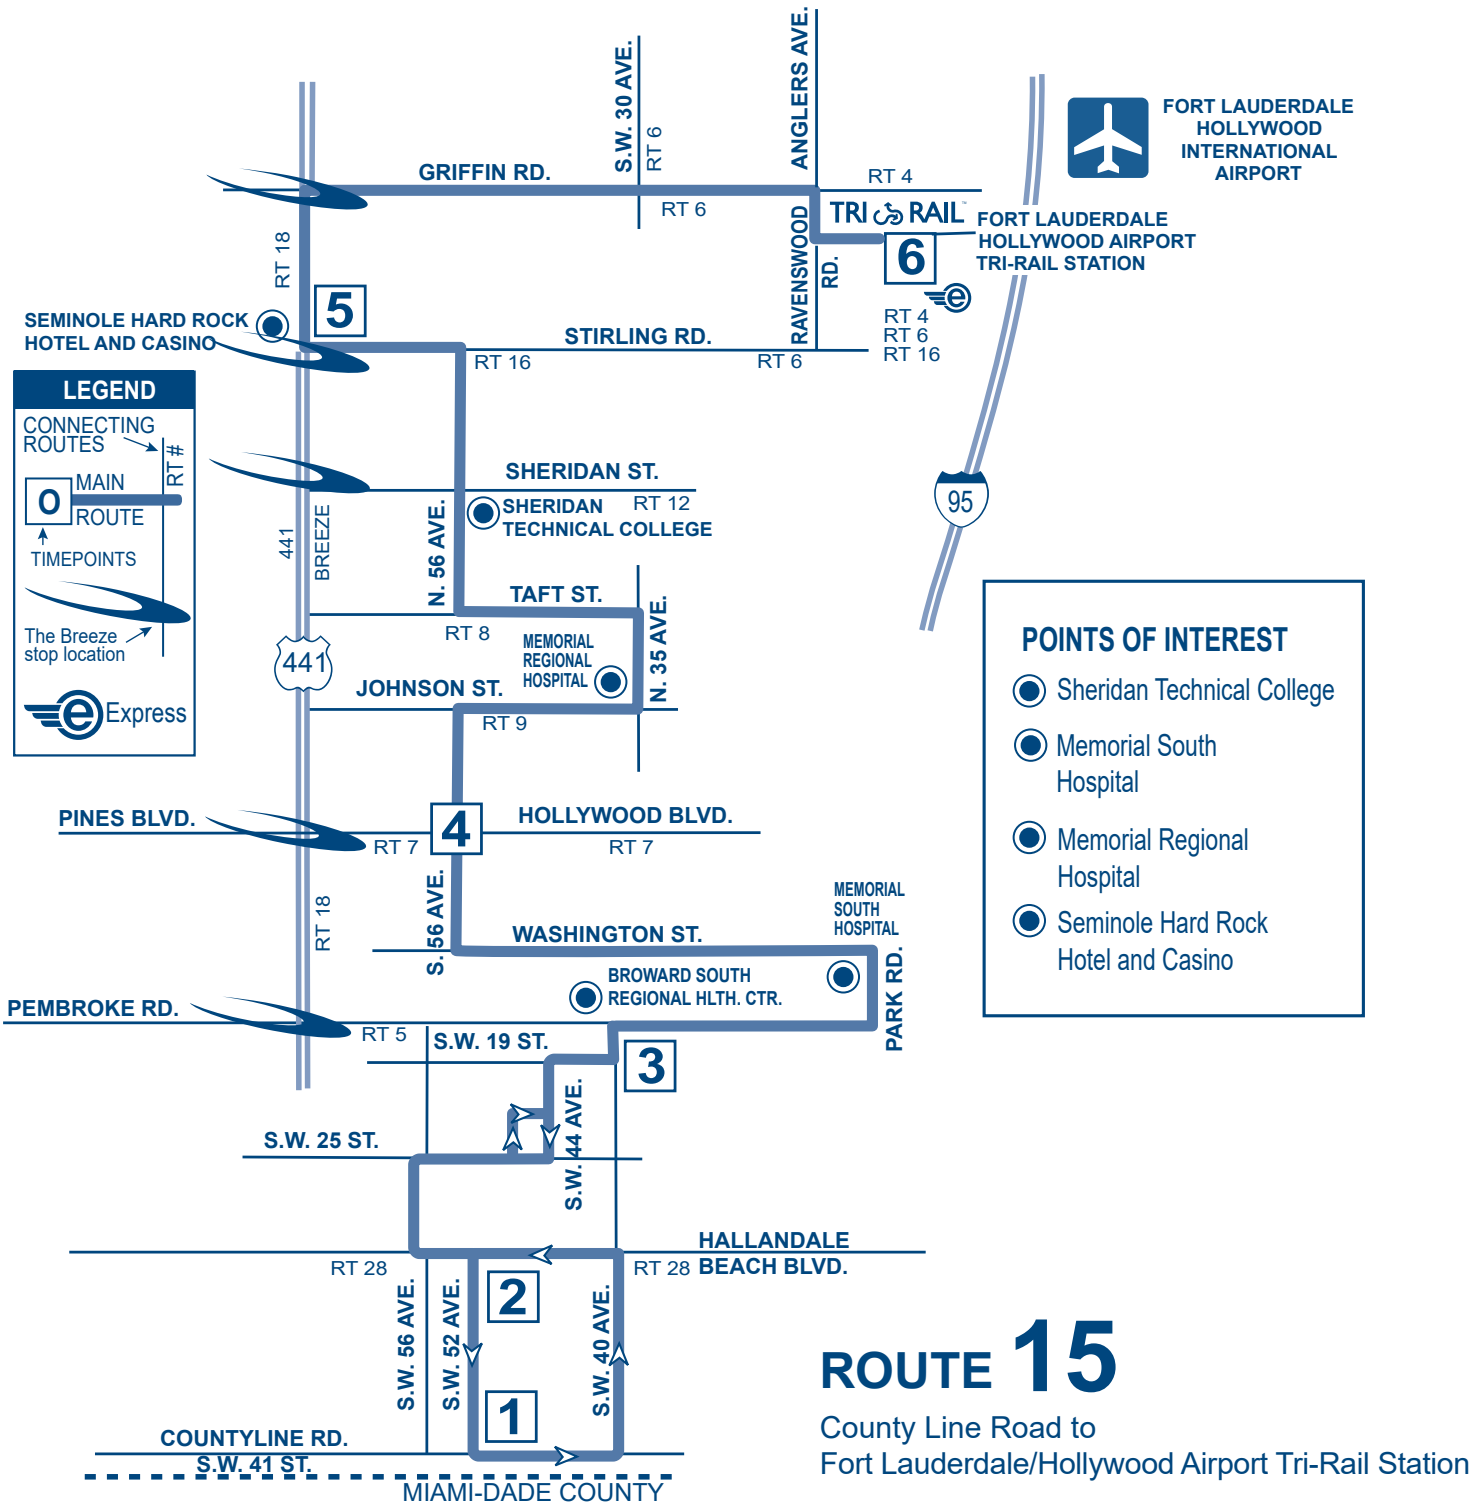 S.W. 30 AVE.
RT 6
ANGLERS AVE.
FORT LAUDERDALE
HOLLYWOOD
INTERNATIONAL
AIRPORT
GRIFFIN RD.
RT 4
RT 6
TRI RAIL
FORT LAUDERDALE
HOLLYWOOD AIRPORT
TRI-RAIL STATION
RAVENSWOOD
RD.
6
e
RT 4
RT 6
RT 16
RT 18
5
SEMINOLE HARD ROCK
HOTEL AND CASINO
STIRLING RD.
RT 16
RT 6
LEGEND
CONNECTING
ROUTES
RT #
0
MAIN
ROUTE
TIMEPOINTS
The Breeze
stop location
e Express
SHERIDAN ST.
RT 12
SHERIDAN
TECHNICAL COLLEGE
95
441
BREEZE
N. 56 AVE.
TAFT ST.
RT 8
MEMORIAL
REGIONAL
HOSPITAL
N. 35 AVE.
441
JOHNSON ST.
RT 9
POINTS OF INTEREST
Sheridan Technical College
Memorial South
Hospital
Memorial Regional
Hospital
Seminole Hard Rock
Hotel and Casino
PINES BLVD.
RT 7
4
HOLLYWOOD BLVD.
RT 7
RT 18
S. 56 AVE.
WASHINGTON ST.
MEMORIAL
SOUTH
HOSPITAL
BROWARD SOUTH
REGIONAL HLTH. CTR.
PARK RD.
PEMBROKE RD.
RT 5
S.W. 19 ST.
3
S.W. 44 AVE.
S.W. 25 ST.
HALLANDALE
BEACH BLVD.
RT 28
RT 28
2
S.W. 56 AVE.
S.W. 52 AVE.
S.W. 40 AVE.
1
COUNTYLINE RD.
S.W. 41 ST.
MIAMI-DADE COUNTY
ROUTE 15
County Line Road to
Fort Lauderdale/Hollywood Airport Tri-Rail Station